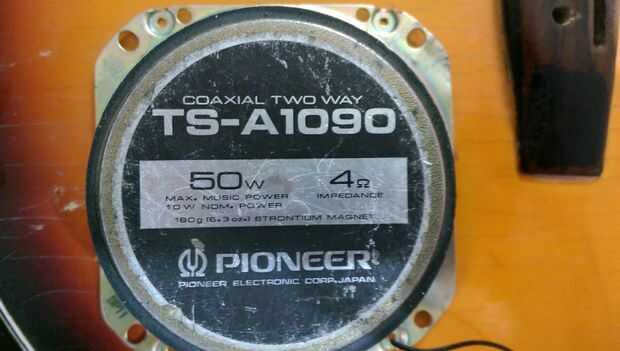 COAXIAL TWO WAY
TS-A1090
50W
MAX. MUSIC POWER
10W NOM. POWER
4Ω
IMPEDANCE
180g (6.3 oz.) STRONTIUM MAGNET
PIONEER
PIONEER ELECTRONIC CORP. JAPAN